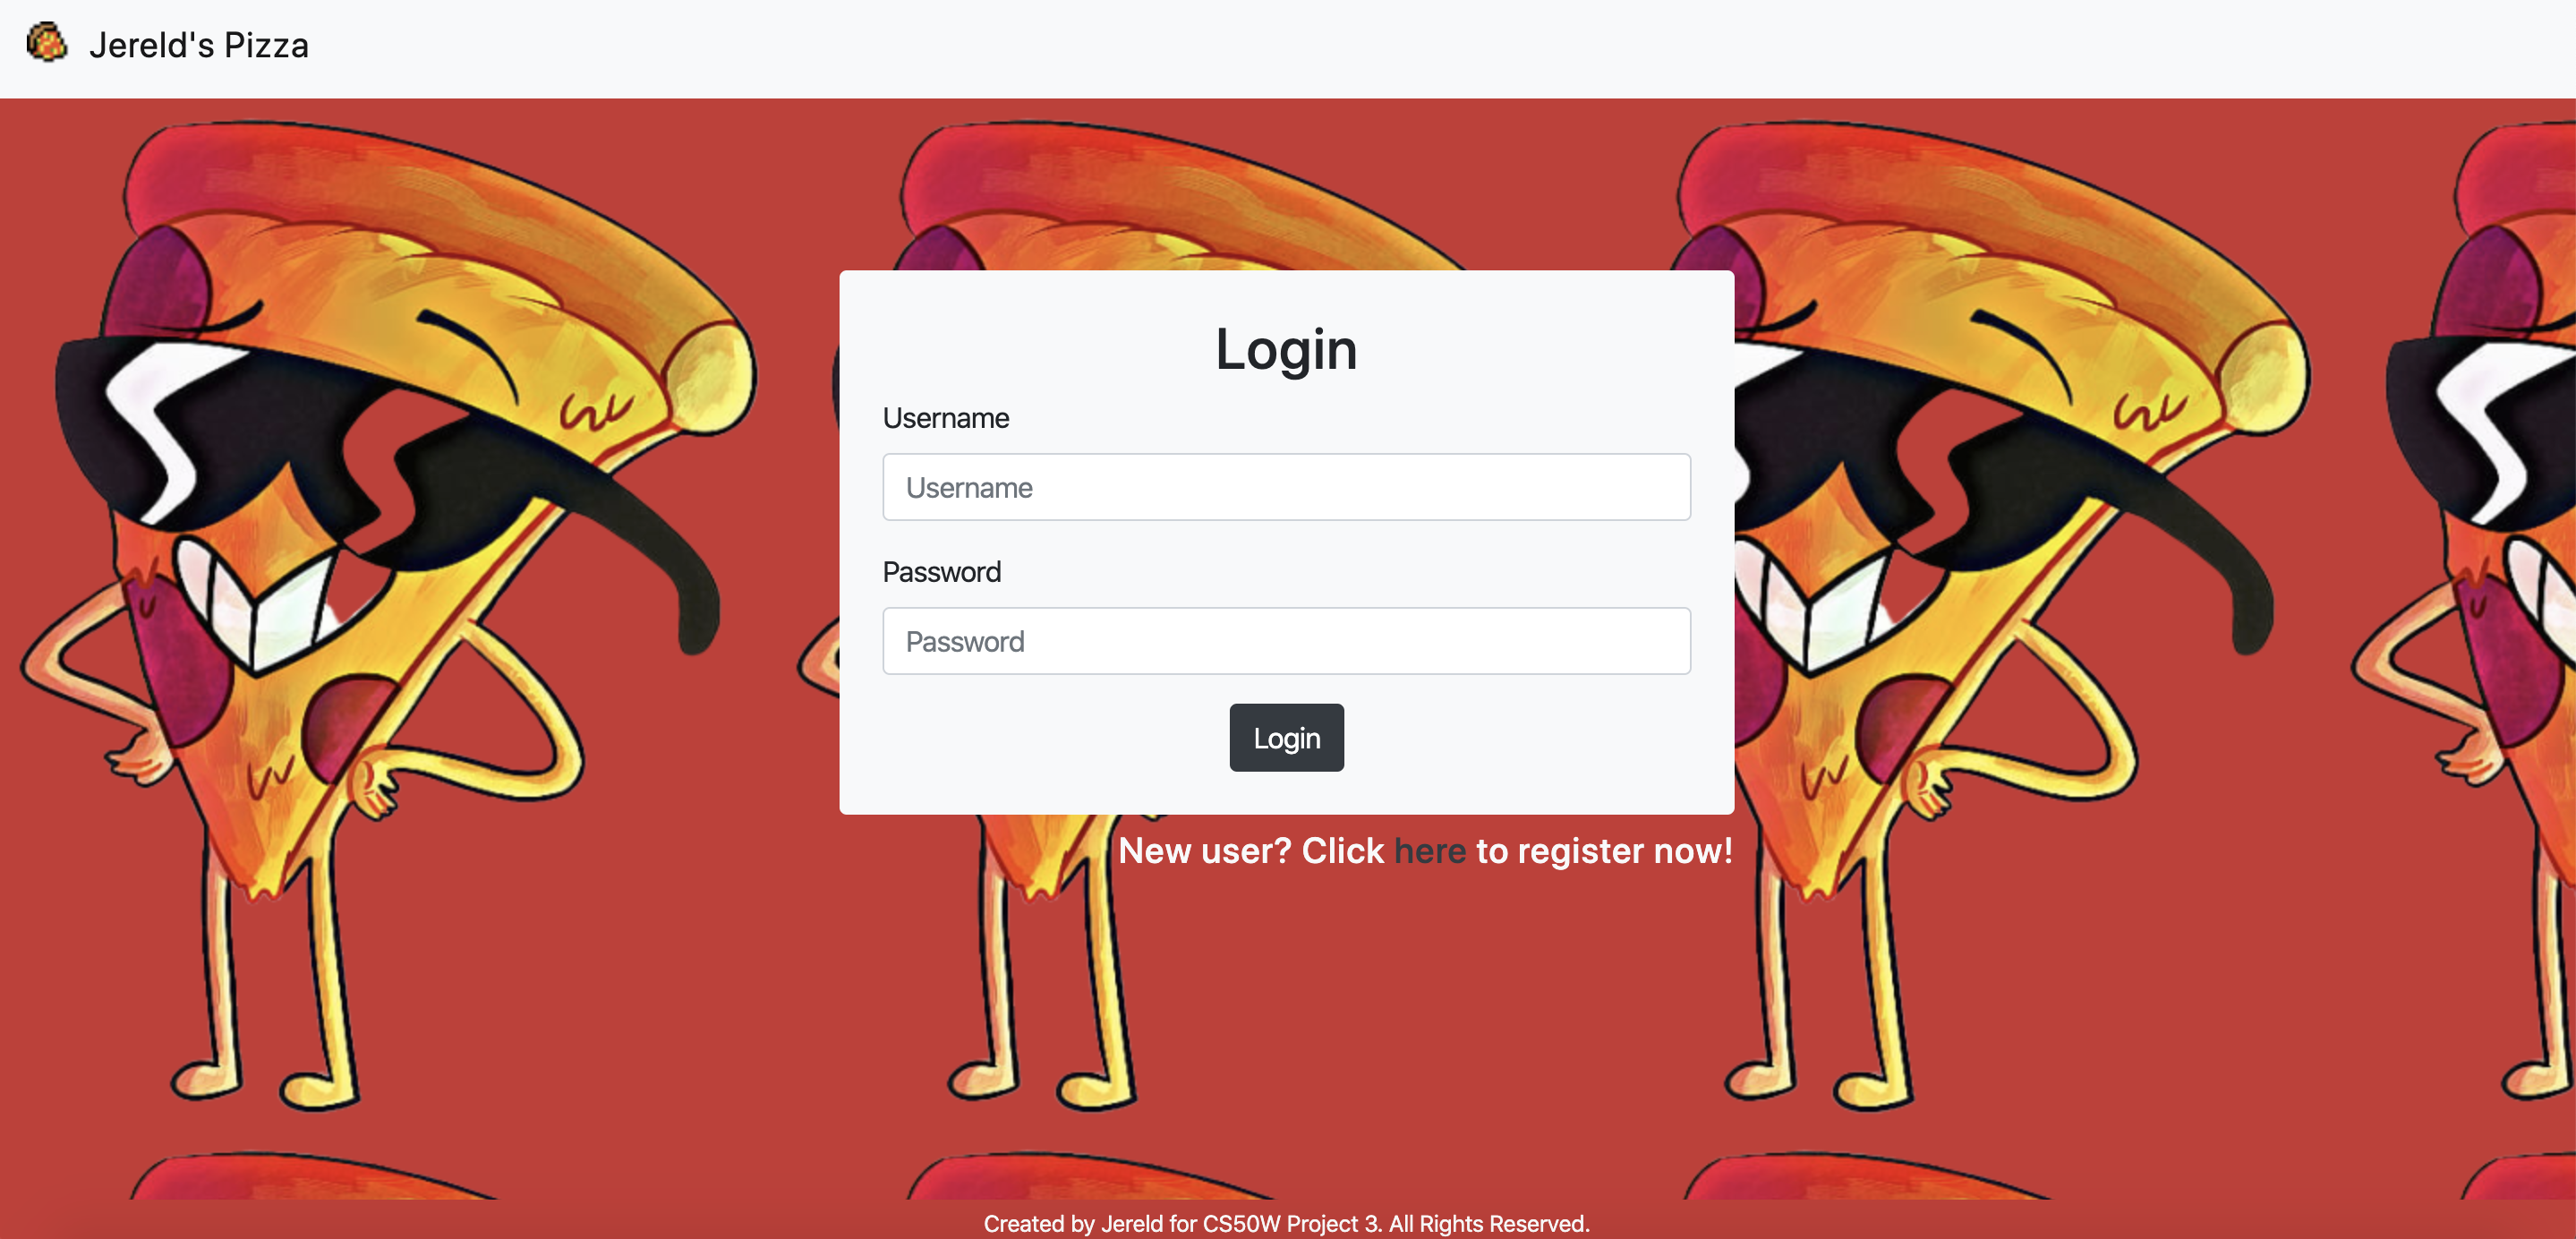 Jereld's Pizza
Login
Username
Username
Password
Password
Login
New user? Click here to register now!
Created by Jereld for CS50W Project 3. All Rights Reserved.